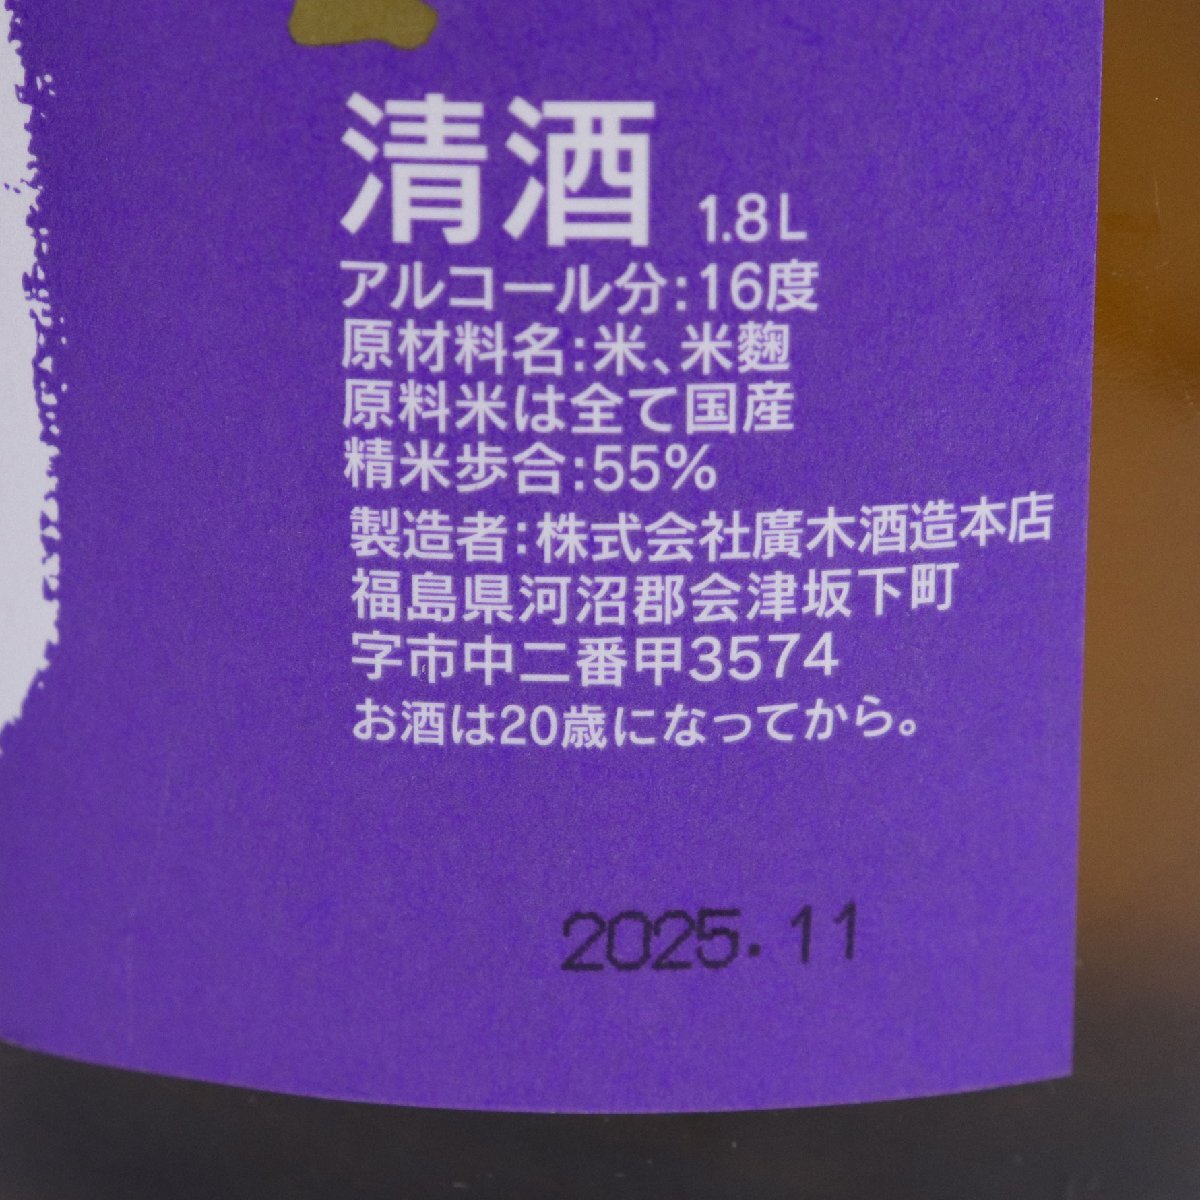 清酒 1.8L
アルコール分:16度
原材料名:米、米麴
原料米は全て国産
精米歩合:55%
製造者:株式会社廣木酒造本店
福島県河沼郡会津坂下町
字市中二番甲3574
お酒は20歳になってから。
2025.11